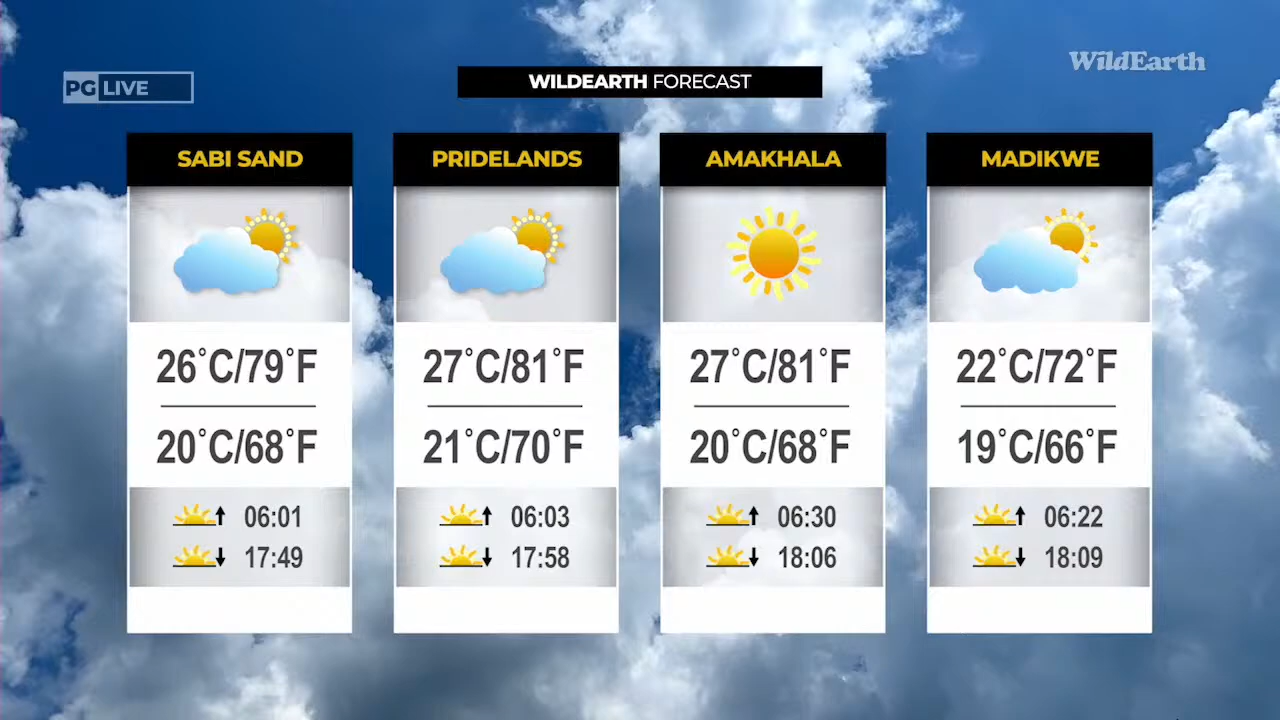 WildEarth
PG LIVE
WILDEARTH FORECAST
SABI SAND
26°C/79°F
20°C/68°F
06:01
17:49
PRIDELANDS
27°C/81°F
21°C/70°F
06:03
17:58
AMAKHALA
27°C/81°F
20°C/68°F
06:30
18:06
MADIKWE
22°C/72°F
19°C/66°F
06:22
18:09